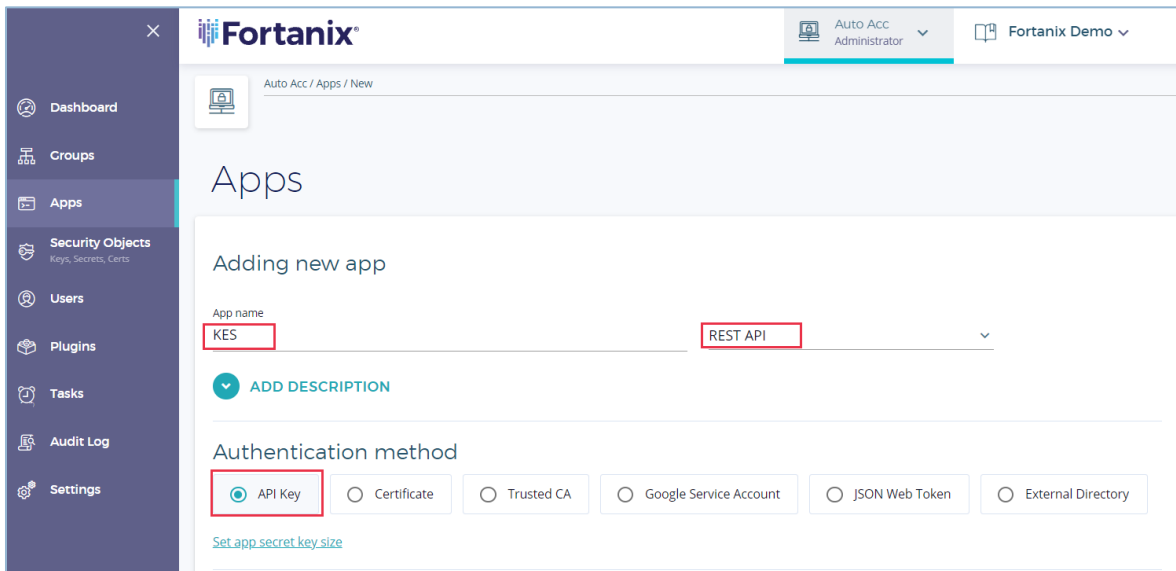 Fortanix®
Auto Acc
Administrator
Fortanix Demo
Auto Acc / Apps / New
Dashboard
Groups
Apps
Security Objects
Keys, Secrets, Certs
Users
Plugins
Tasks
Audit Log
Settings
Apps
Adding new app
App name
KES
REST API
ADD DESCRIPTION
Authentication method
API Key
Certificate
Trusted CA
Google Service Account
JSON Web Token
External Directory
Set app secret key size